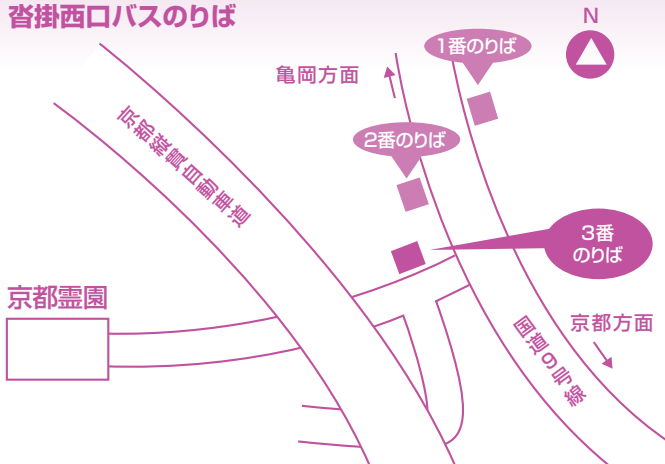 沓掛西口バスのりば
N
1番のりば
亀岡方面
2番のりば
京都縦貫自動車道
3番
のりば
京都霊園
京都方面
国道9号線